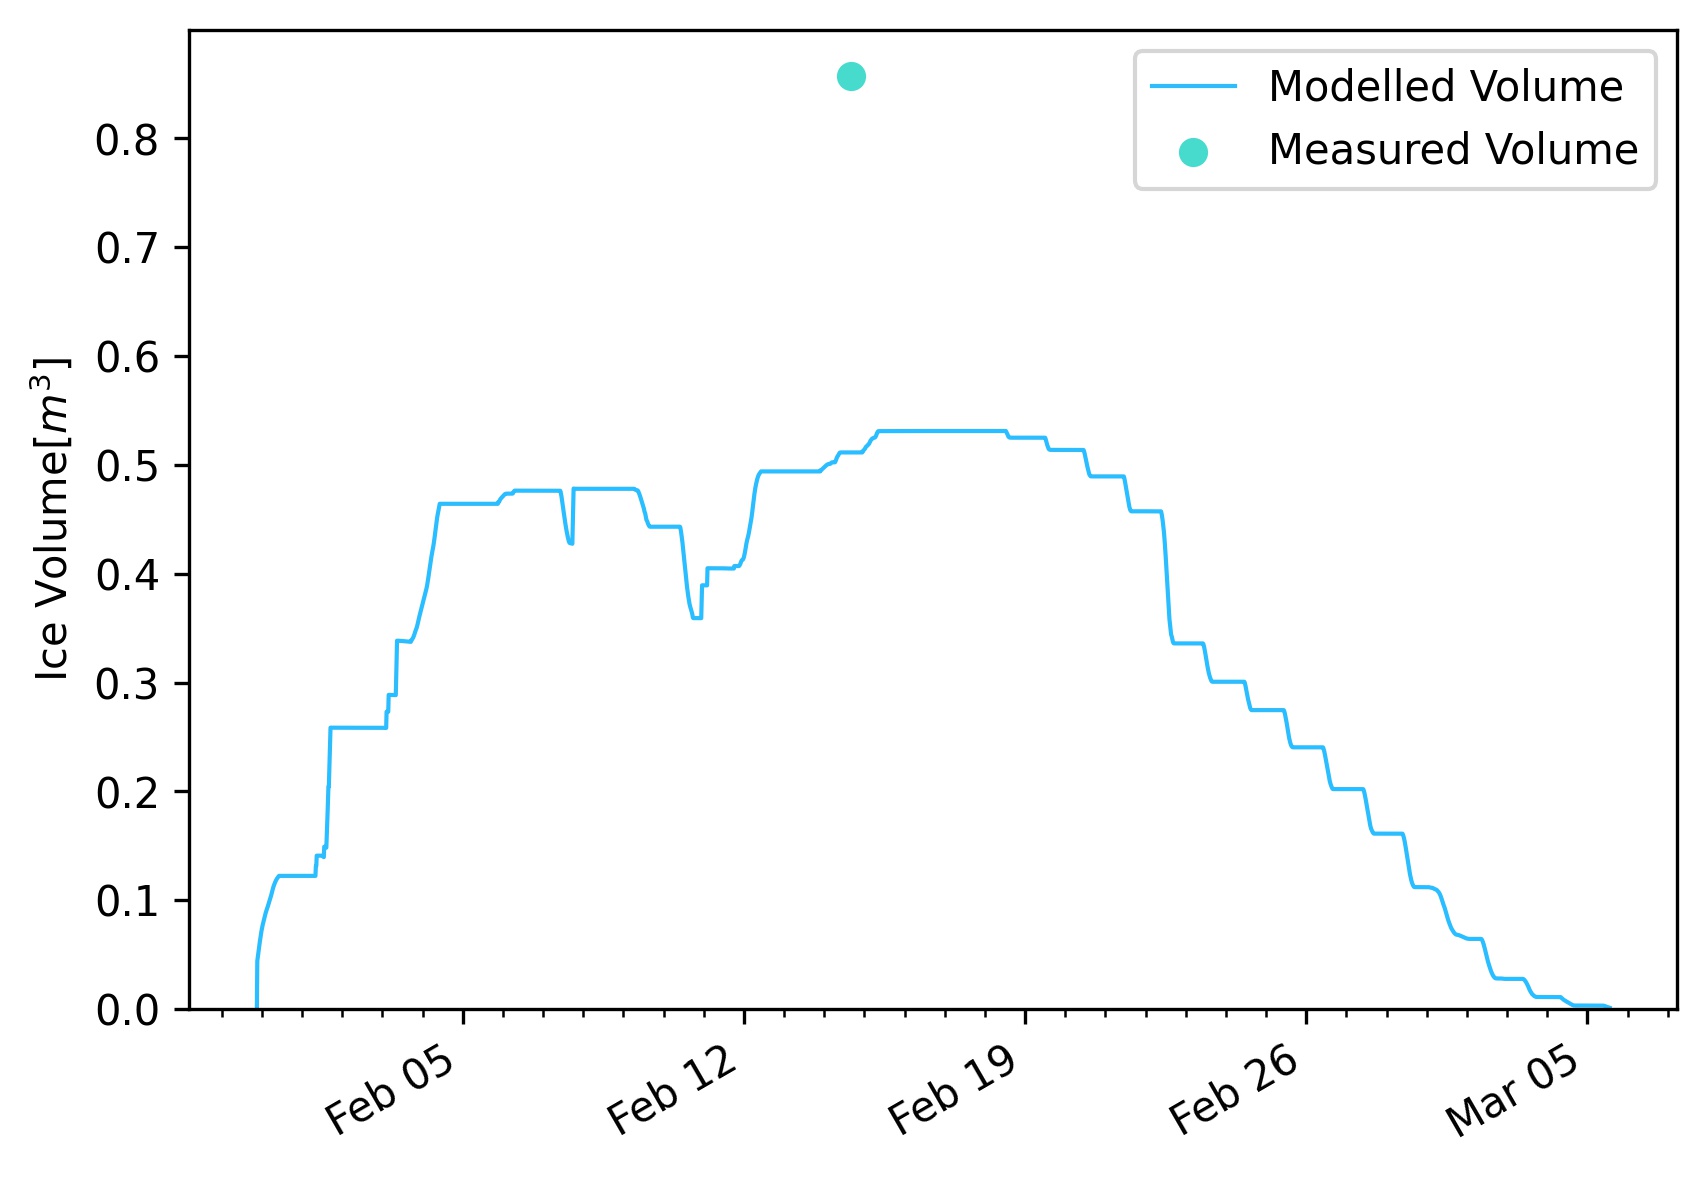 Modelled Volume
Measured Volume
Ice Volume[m³]
0.8
0.7
0.6
0.5
0.4
0.3
0.2
0.1
0.0
Feb 05
Feb 12
Feb 19
Feb 26
Mar 05